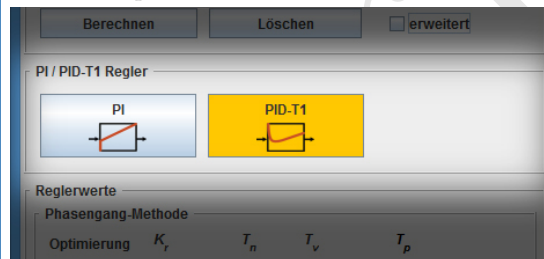 Berechnen Löschen erweitert
PI / PID-T1 Regler
PI PID-T1
Reglerwerte
Phasengang-Methode
Optimierung Kr Tn Tv Tp